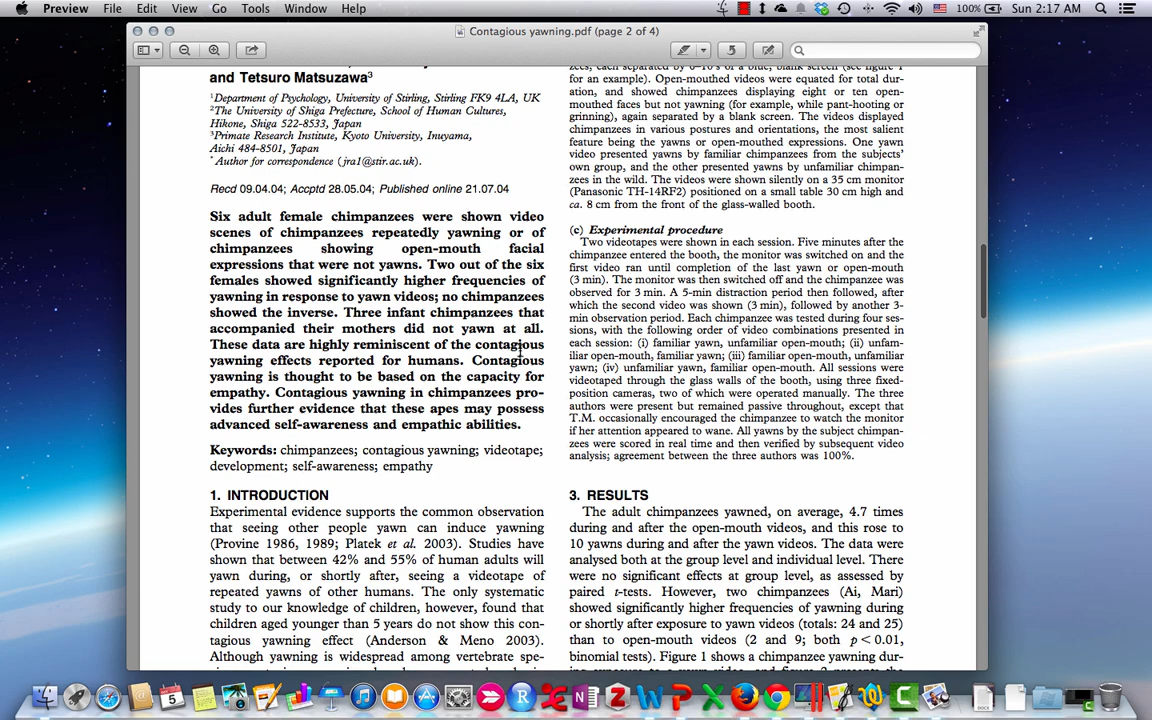 Preview File Edit View Go Tools Window Help
100% Sun 2:17 AM
Contagious yawning.pdf (page 2 of 4)
and Tetsuro Matsuzawa3
1Department of Psychology, University of Stirling, Stirling FK9 4LA, UK
2The University of Shiga Prefecture, School of Human Cultures,
Hikone, Shiga 522-8533, Japan
3Primate Research Institute, Kyoto University, Inuyama,
Aichi 484-8501, Japan
*Author for correspondence (jra1@stir.ac.uk).
Recd 09.04.04; Accptd 28.05.04; Published online 21.07.04
Six adult female chimpanzees were shown video
scenes of chimpanzees repeatedly yawning or of
chimpanzees showing open-mouth facial
expressions that were not yawns. Two out of the six
females showed significantly higher frequencies of
yawning in response to yawn videos; no chimpanzees
showed the inverse. Three infant chimpanzees that
accompanied their mothers did not yawn at all.
These data are highly reminiscent of the contagious
yawning effects reported for humans. Contagious
yawning is thought to be based on the capacity for
empathy. Contagious yawning in chimpanzees pro-
vides further evidence that these apes may possess
advanced self-awareness and empathic abilities.
Keywords: chimpanzees; contagious yawning; videotape;
development; self-awareness; empathy
1. INTRODUCTION
Experimental evidence supports the common observation
that seeing other people yawn can induce yawning
(Provine 1986, 1989; Platek et al. 2003). Studies have
shown that between 42% and 55% of human adults will
yawn during, or shortly after, seeing a videotape of
repeated yawns of other humans. The only systematic
study to our knowledge of children, however, found that
children aged younger than 5 years do not show this con-
tagious yawning effect (Anderson & Meno 2003).
Although yawning is widespread among vertebrate spe-
zees, each separated by 6–10 s of a blue, blank screen (see figure 1
for an example). Open-mouthed videos were equated for total dur-
ation, and showed chimpanzees displaying eight or ten open-
mouthed faces but not yawning (for example, while pant-hooting or
grinning), again separated by a blank screen. The videos displayed
chimpanzees in various postures and orientations, the most salient
feature being the yawns or open-mouthed expressions. One yawn
video presented yawns by familiar chimpanzees from the subjects'
own group, and the other presented yawns by unfamiliar chimpan-
zees in the wild. The videos were shown silently on a 35 cm monitor
(Panasonic TH-14RF2) positioned on a small table 30 cm high and
ca. 8 cm from the front of the glass-walled booth.
(c) Experimental procedure
Two videotapes were shown in each session. Five minutes after the
chimpanzee entered the booth, the monitor was switched on and the
first video ran until completion of the last yawn or open-mouth
(3 min). The monitor was then switched off and the chimpanzee was
observed for 3 min. A 5-min distraction period then followed, after
which the second video was shown (3 min), followed by another 3-
min observation period. Each chimpanzee was tested during four ses-
sions, with the following order of video combinations presented in
each session: (i) familiar yawn, unfamiliar open-mouth; (ii) unfam-
iliar open-mouth, familiar yawn; (iii) familiar open-mouth, unfamiliar
yawn; (iv) unfamiliar yawn, familiar open-mouth. All sessions were
videotaped through the glass walls of the booth, using three fixed-
position cameras, two of which were operated manually. The three
authors were present but remained passive throughout, except that
T.M. occasionally encouraged the chimpanzee to watch the monitor
if her attention appeared to wane. All yawns by the subject chimpan-
zees were scored in real time and then verified by subsequent video
analysis; agreement between the three authors was 100%.
3. RESULTS
The adult chimpanzees yawned, on average, 4.7 times
during and after the open-mouth videos, and this rose to
10 yawns during and after the yawn videos. The data were
analysed both at the group level and individual level. There
were no significant effects at group level, as assessed by
paired t-tests. However, two chimpanzees (Ai, Mari)
showed significantly higher frequencies of yawning during
or shortly after exposure to yawn videos (totals: 24 and 25)
than to open-mouth videos (2 and 9; both p < 0.01,
binomial tests). Figure 1 shows a chimpanzee yawning dur-